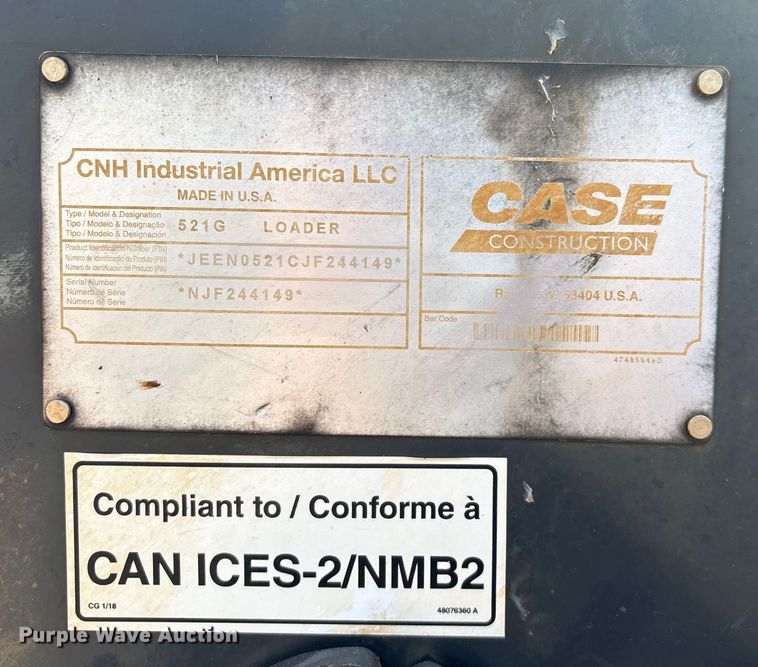 CNH Industrial America LLC
MADE IN U.S.A.
Type / Model & Designation
Tipo / Modelo & Designação
Tipo / Modelo & Designación
521G LOADER
Product Identification Number (PIN)
Número de Identificação do Produto (PIN)
Número de Identificacion del Producto (PIN)
*JEEN0521CJF244149*
Serial Number
Número de Série
Número de Série
*NJF244149*
CASE
CONSTRUCTION
53404 U.S.A.
Bar Code
47481949D
Compliant to / Conforme à
CAN ICES-2/NMB2
CG 1/18
48076360 A
Purple Wave Auction